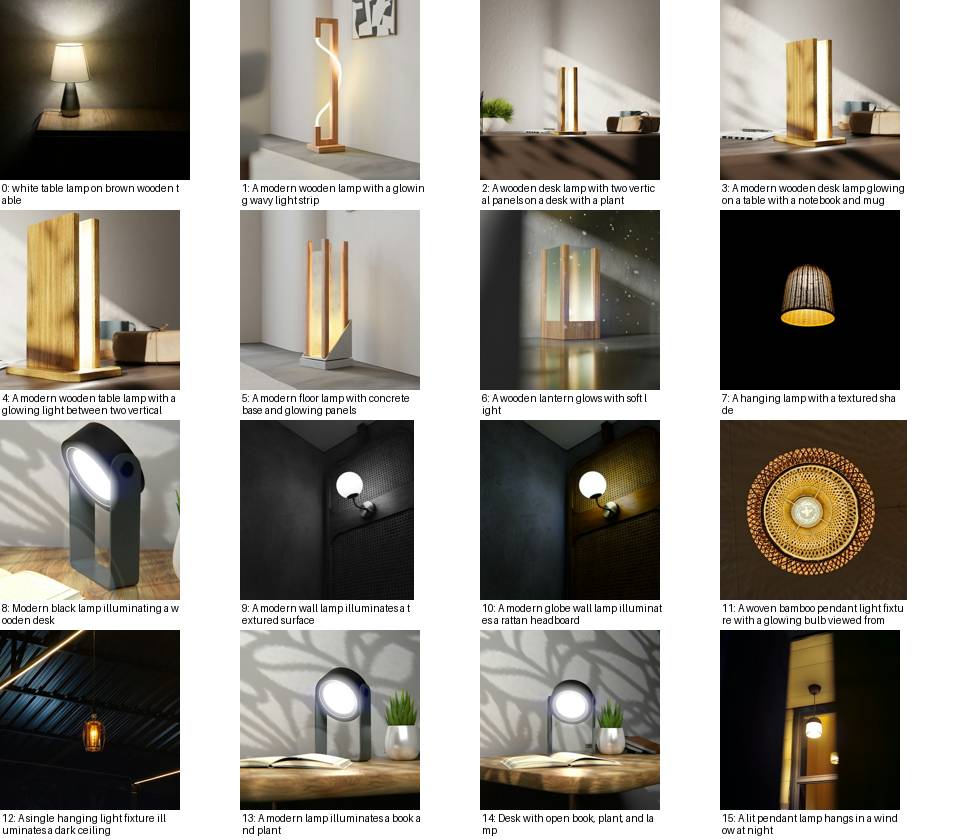 0: white table lamp on brown wooden t
able
1: A modern wooden lamp with a glowin
g wavy light strip
2: A wooden desk lamp with two vertic
al panels on a desk with a plant
3: A modern wooden desk lamp glowing
on a table with a notebook and mug
4: A modern wooden table lamp with a
glowing light between two vertical
5: A modern floor lamp with concrete
base and glowing panels
6: A wooden lantern glows with soft l
ight
7: A hanging lamp with a textured sha
de
8: Modern black lamp illuminating a w
ooden desk
9: A modern wall lamp illuminates a t
extured surface
10: A modern globe wall lamp illuminat
es a rattan headboard
11: A woven bamboo pendant light fixtu
re with a glowing bulb viewed from
12: A single hanging light fixture ill
uminates a dark ceiling
13: A modern lamp illuminates a book a
nd plant
14: Desk with open book, plant, and la
mp
15: A lit pendant lamp hangs in a wind
ow at night